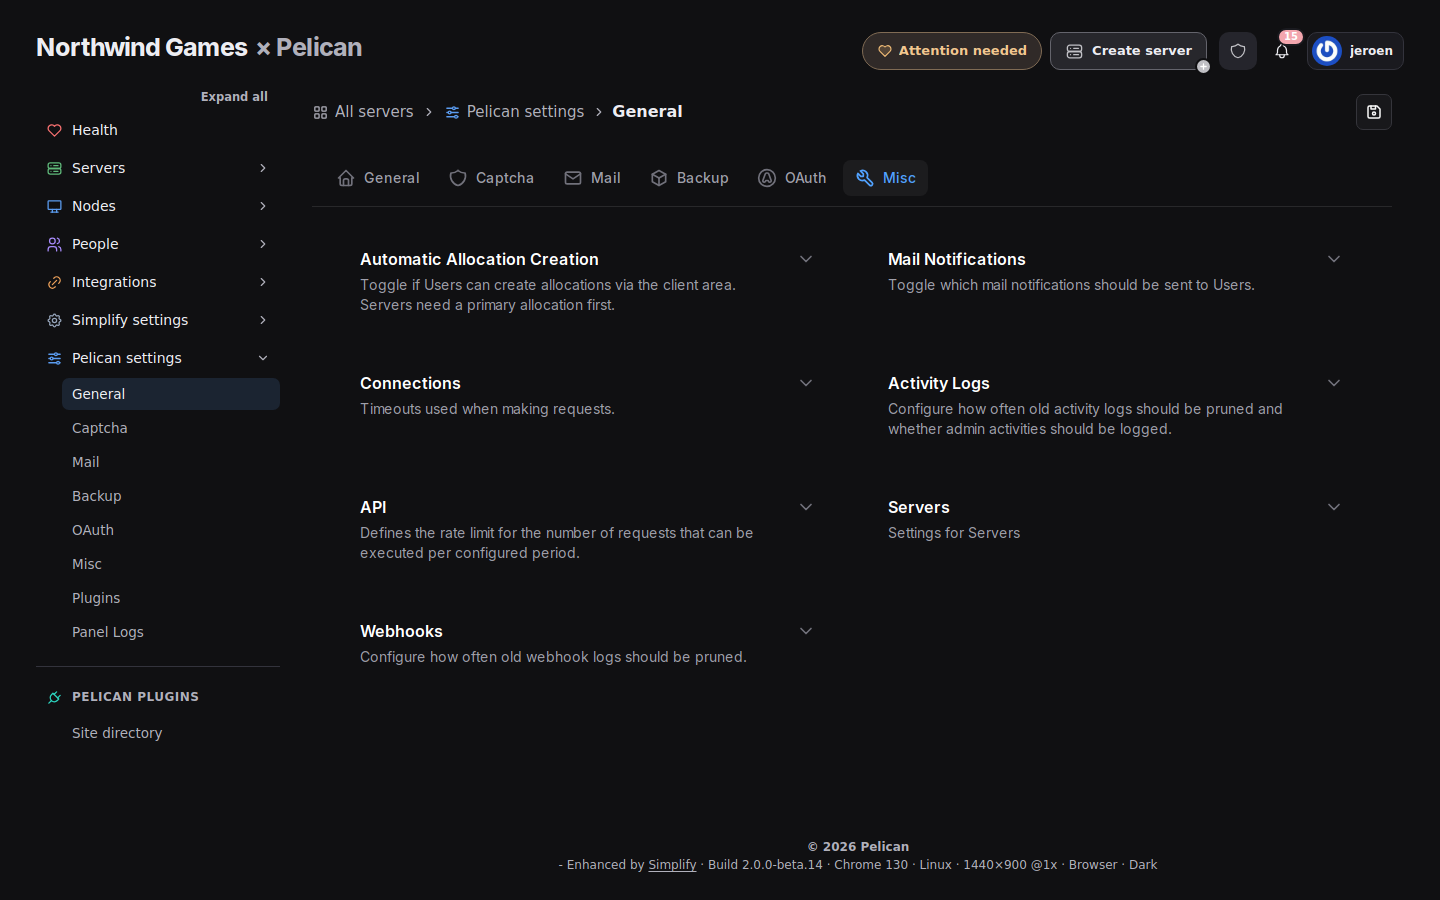 Northwind Games × Pelican
Attention needed
Create server
15
jeroen
Expand all
Health
Servers
Nodes
People
Integrations
Simplify settings
Pelican settings
General
Captcha
Mail
Backup
OAuth
Misc
Plugins
Panel Logs
PELICAN PLUGINS
Site directory
All servers > Pelican settings > General
General Captcha Mail Backup OAuth Misc
Automatic Allocation Creation
Toggle if Users can create allocations via the client area.
Servers need a primary allocation first.
Mail Notifications
Toggle which mail notifications should be sent to Users.
Connections
Timeouts used when making requests.
Activity Logs
Configure how often old activity logs should be pruned and
whether admin activities should be logged.
API
Defines the rate limit for the number of requests that can be
executed per configured period.
Servers
Settings for Servers
Webhooks
Configure how often old webhook logs should be pruned.
© 2026 Pelican
- Enhanced by Simplify · Build 2.0.0-beta.14 · Chrome 130 · Linux · 1440×900 @1x · Browser · Dark